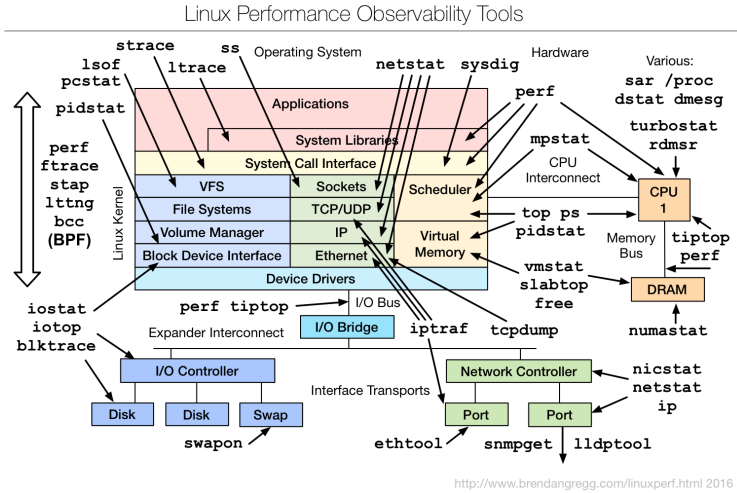 Linux Performance Observability Tools
strace
ss
Operating System
Hardware
Various:
lsof
pcstat
ltrace
netstat
sysdig
sar /proc
dstat dmesg
pidstat
Applications
perf
turbostat
rdmsr
System Libraries
mpstat
perf
ftrace
stap
lttng
bcc
(BPF)
System Call Interface
CPU
Interconnect
Linux Kernel
VFS
Sockets
Scheduler
CPU
1
File Systems
TCP/UDP
top ps
pidstat
Volume Manager
IP
Virtual
Memory
Memory
Bus
tiptop
perf
Block Device Interface
Ethernet
vmstat
slabtop
free
Device Drivers
DRAM
iostat
iotop
blktrace
perf tiptop
I/O Bus
I/O Bridge
iptraf
tcpdump
numastat
Expander Interconnect
I/O Controller
Interface Transports
Network Controller
nicstat
netstat
ip
Disk
Disk
Swap
Port
Port
swapon
ethtool
snmpget
lldptool
http://www.brendangregg.com/linuxperf.html 2016